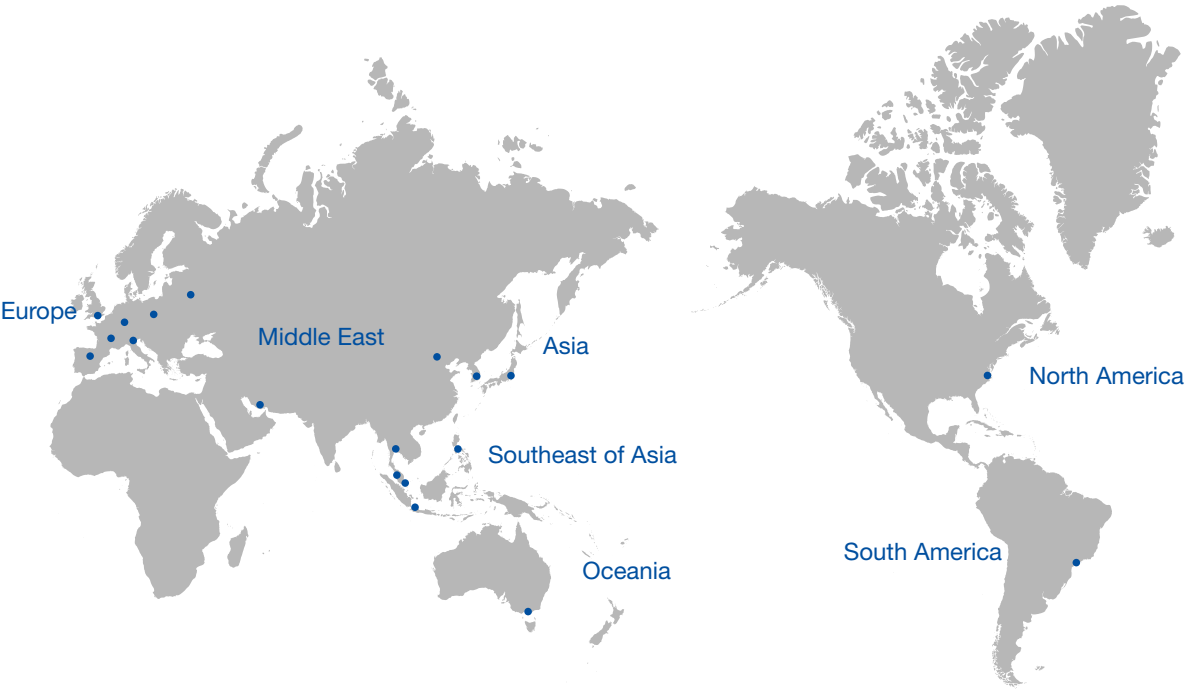 Europe
Middle East
Asia
North America
Southeast of Asia
South America
Oceania